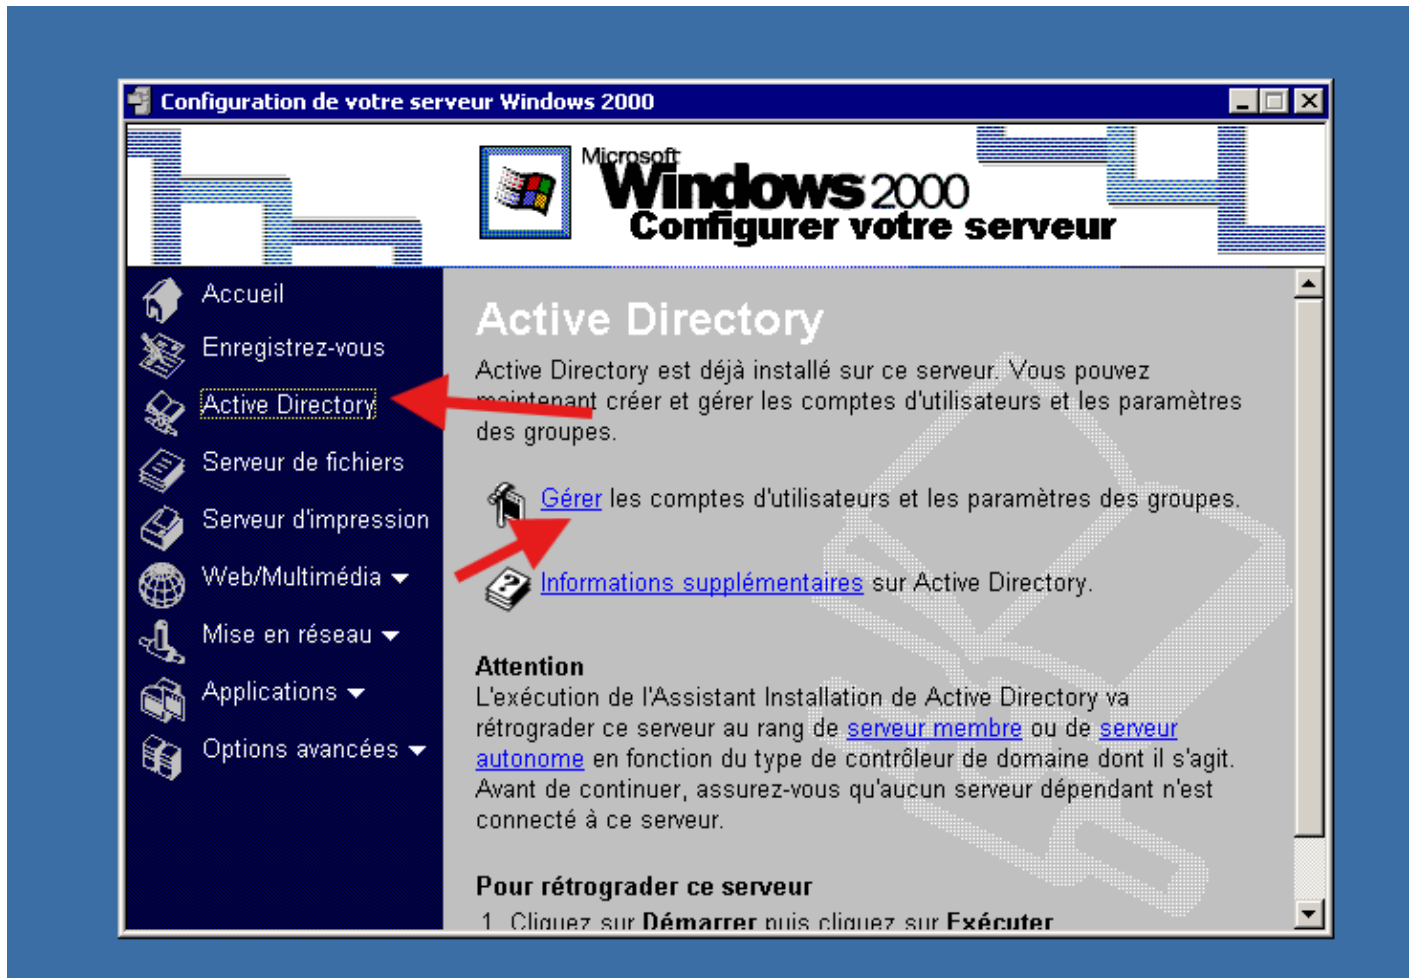 Configuration de votre serveur Windows 2000
Microsoft
Windows 2000
Configurer votre serveur
Accueil
Enregistrez-vous
Active Directory
Serveur de fichiers
Serveur d'impression
Web/Multimédia
Mise en réseau
Applications
Options avancées
Active Directory
Active Directory est déjà installé sur ce serveur. Vous pouvez
maintenant créer et gérer les comptes d'utilisateurs et les paramètres
des groupes.
Gérer les comptes d'utilisateurs et les paramètres des groupes.
Informations supplémentaires sur Active Directory.
Attention
L'exécution de l'Assistant Installation de Active Directory va
rétrograder ce serveur au rang de serveur membre ou de serveur
autonome en fonction du type de contrôleur de domaine dont il s'agit.
Avant de continuer, assurez-vous qu'aucun serveur dépendant n'est
connecté à ce serveur.
Pour rétrograder ce serveur
1. Cliquez sur Démarrer puis cliquez sur Exécuter